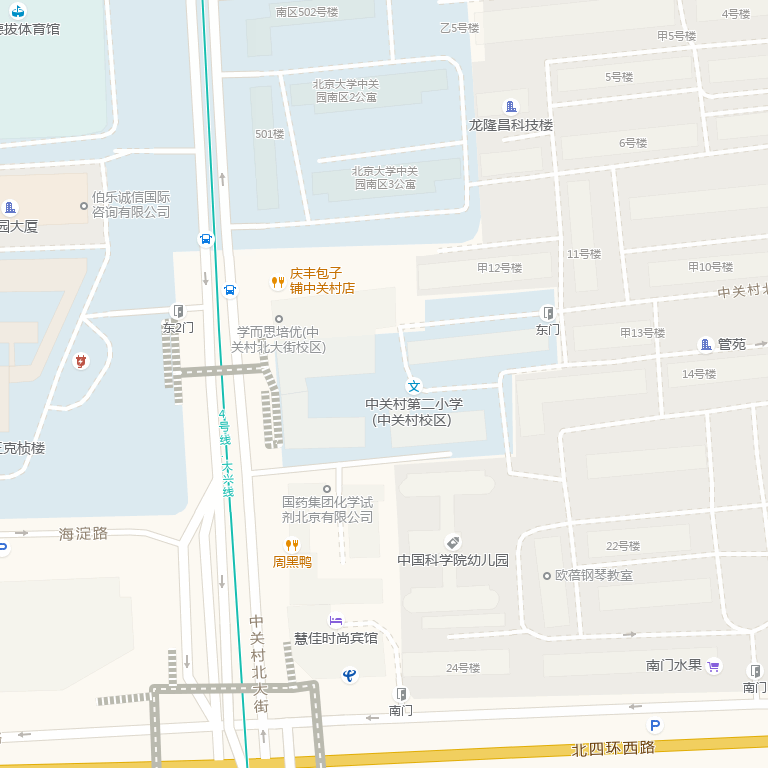 南区502号楼
乙5号楼
4号楼
甲5号楼
德拔体育馆
北京大学中关
园南区2公寓
5号楼
501楼
龙隆昌科技楼
6号楼
北京大学中关
园南区3公寓
伯乐诚信国际
咨询有限公司
园大厦
11号楼
甲12号楼
甲10号楼
庆丰包子
铺中关村店
中关村北
东2门
学而思培优(中
关村北大街校区)
东门
甲13号楼
管苑
14号楼
文
中关村第二小学
(中关村校区)
4号线·大兴线
王克桢楼
国药集团化学试
剂北京有限公司
海淀路
P
周黑鸭
中国科学院幼儿园
22号楼
欧蓓钢琴教室
中关村北大街
慧佳时尚宾馆
24号楼
南门水果
南门
南门
P
北四环西路